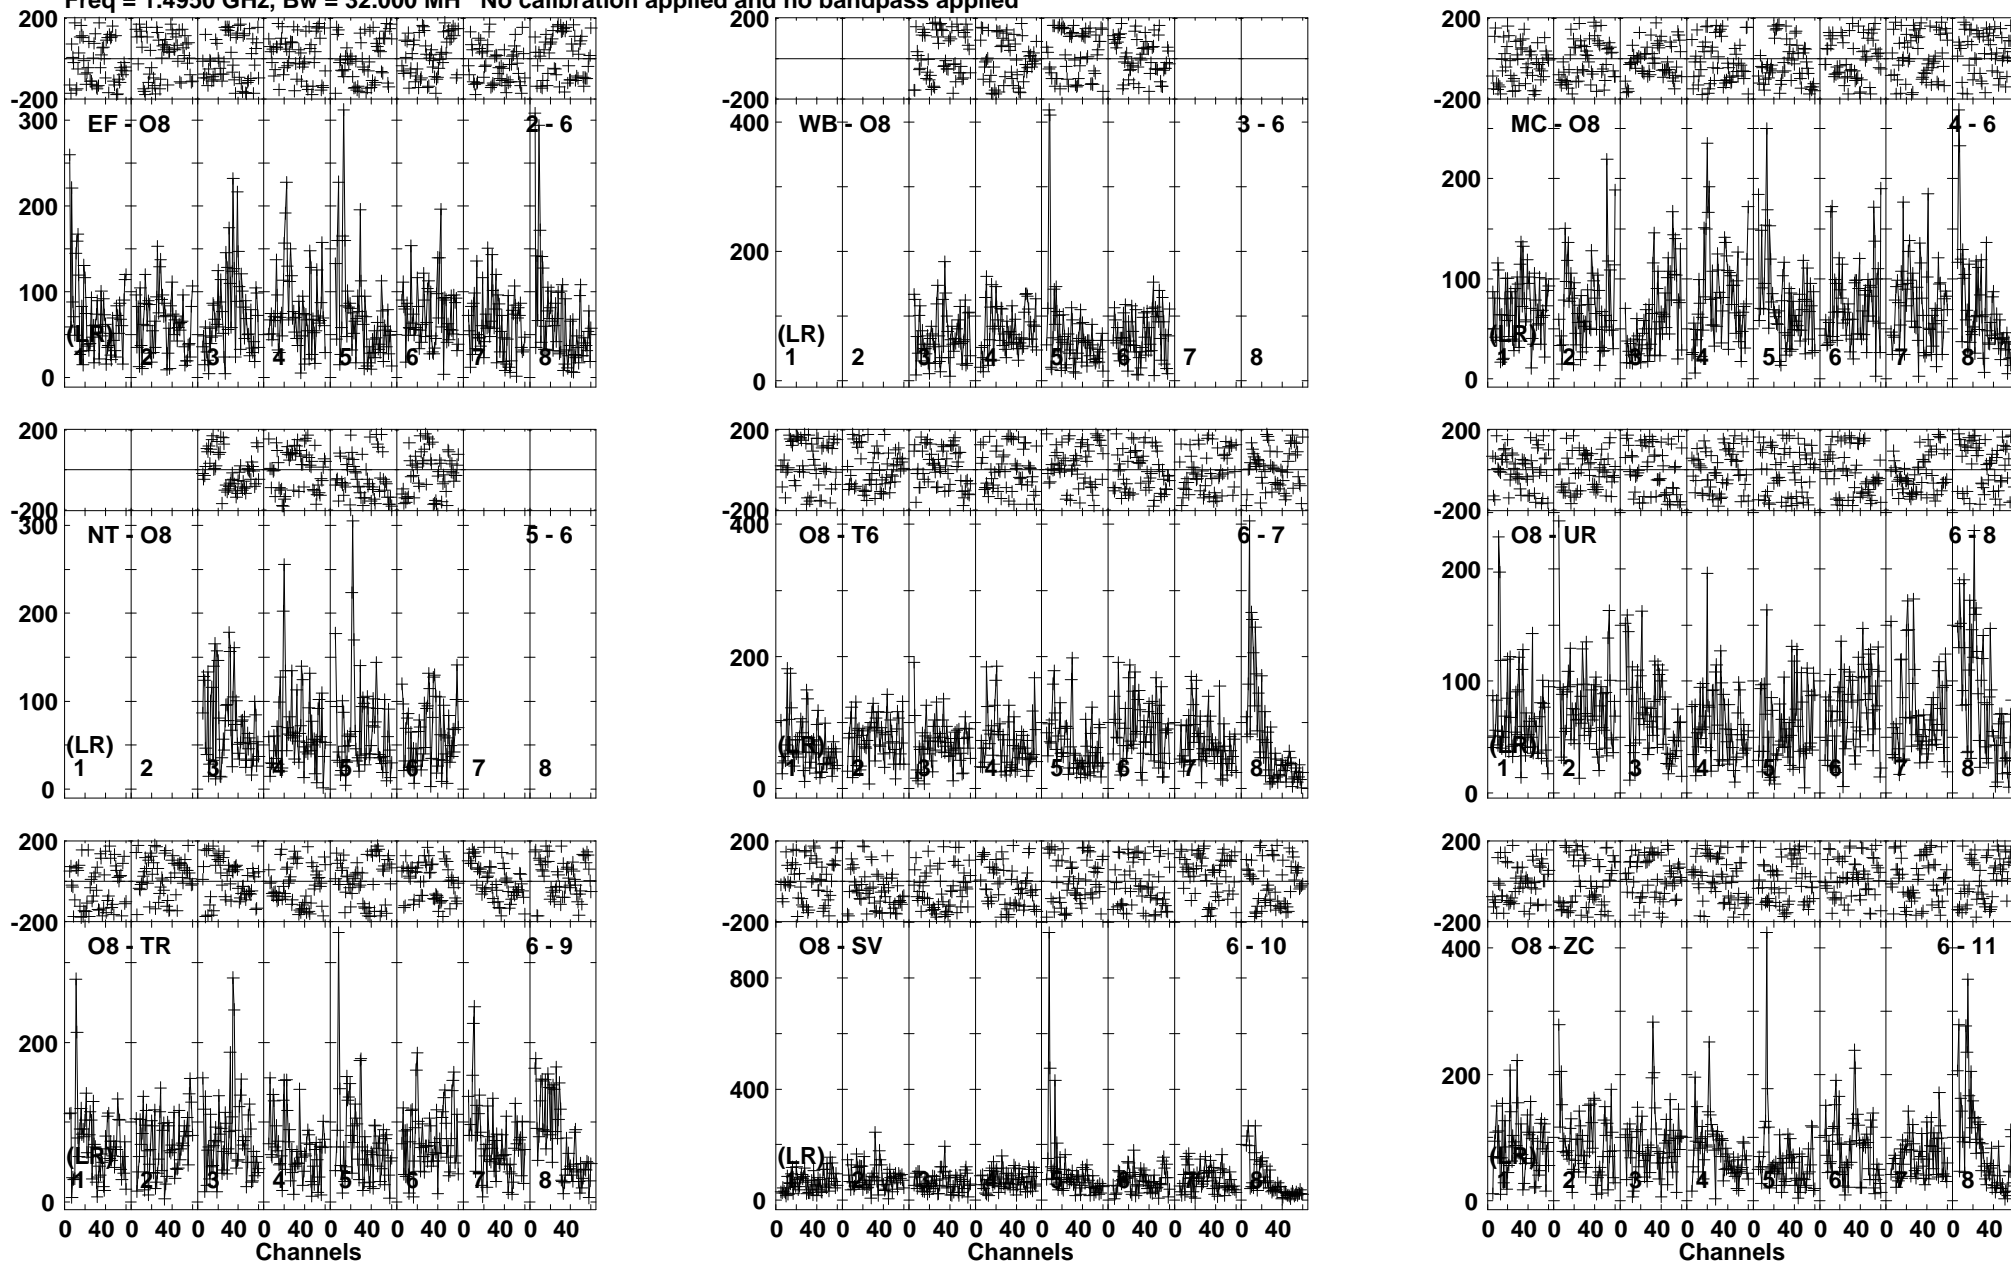 Freq = 1.4950 GHz, Bw = 32.000 MH No calibration applied and no bandpass applied
200 200 200
-200 -200 -200
EF - O8 2 - 6 WB - O8 3 - 6 MC - O8 4 - 6
300 400
200 200 200
100 100
(LR) (LR) (LR)
1 2 3 4 5 6 7 8 1 2 3 4 5 6 7 8 1 2 3 4 5 6 7 8
0 0 0
200 200 200
-200 -200 -200
300 400
NT - O8 5 - 6 O8 - T6 6 - 7 O8 - UR 6 - 8
200 200 200
100 100
(LR) (LR) (LR)
1 2 3 4 5 6 7 8 1 2 3 4 5 6 7 8 1 2 3 4 5 6 7 8
0 0 0
200 200 200
-200 -200 -200
O8 - TR 6 - 9 O8 - SV 6 - 10 O8 - ZC 6 - 11
800 400
200 400 200
(LR) (LR) (LR)
1 2 3 4 5 6 7 8 1 2 3 4 5 6 7 8 1 2 3 4 5 6 7 8
0 0 0
0 40 0 40 0 40 0 40 0 40 0 40 0 40 0 40 0 40 0 40 0 40 0 40 0 40 0 40 0 40 0 40 0 40 0 40 0 40 0 40 0 40 0 40 0 40 0 40
Channels Channels Channels